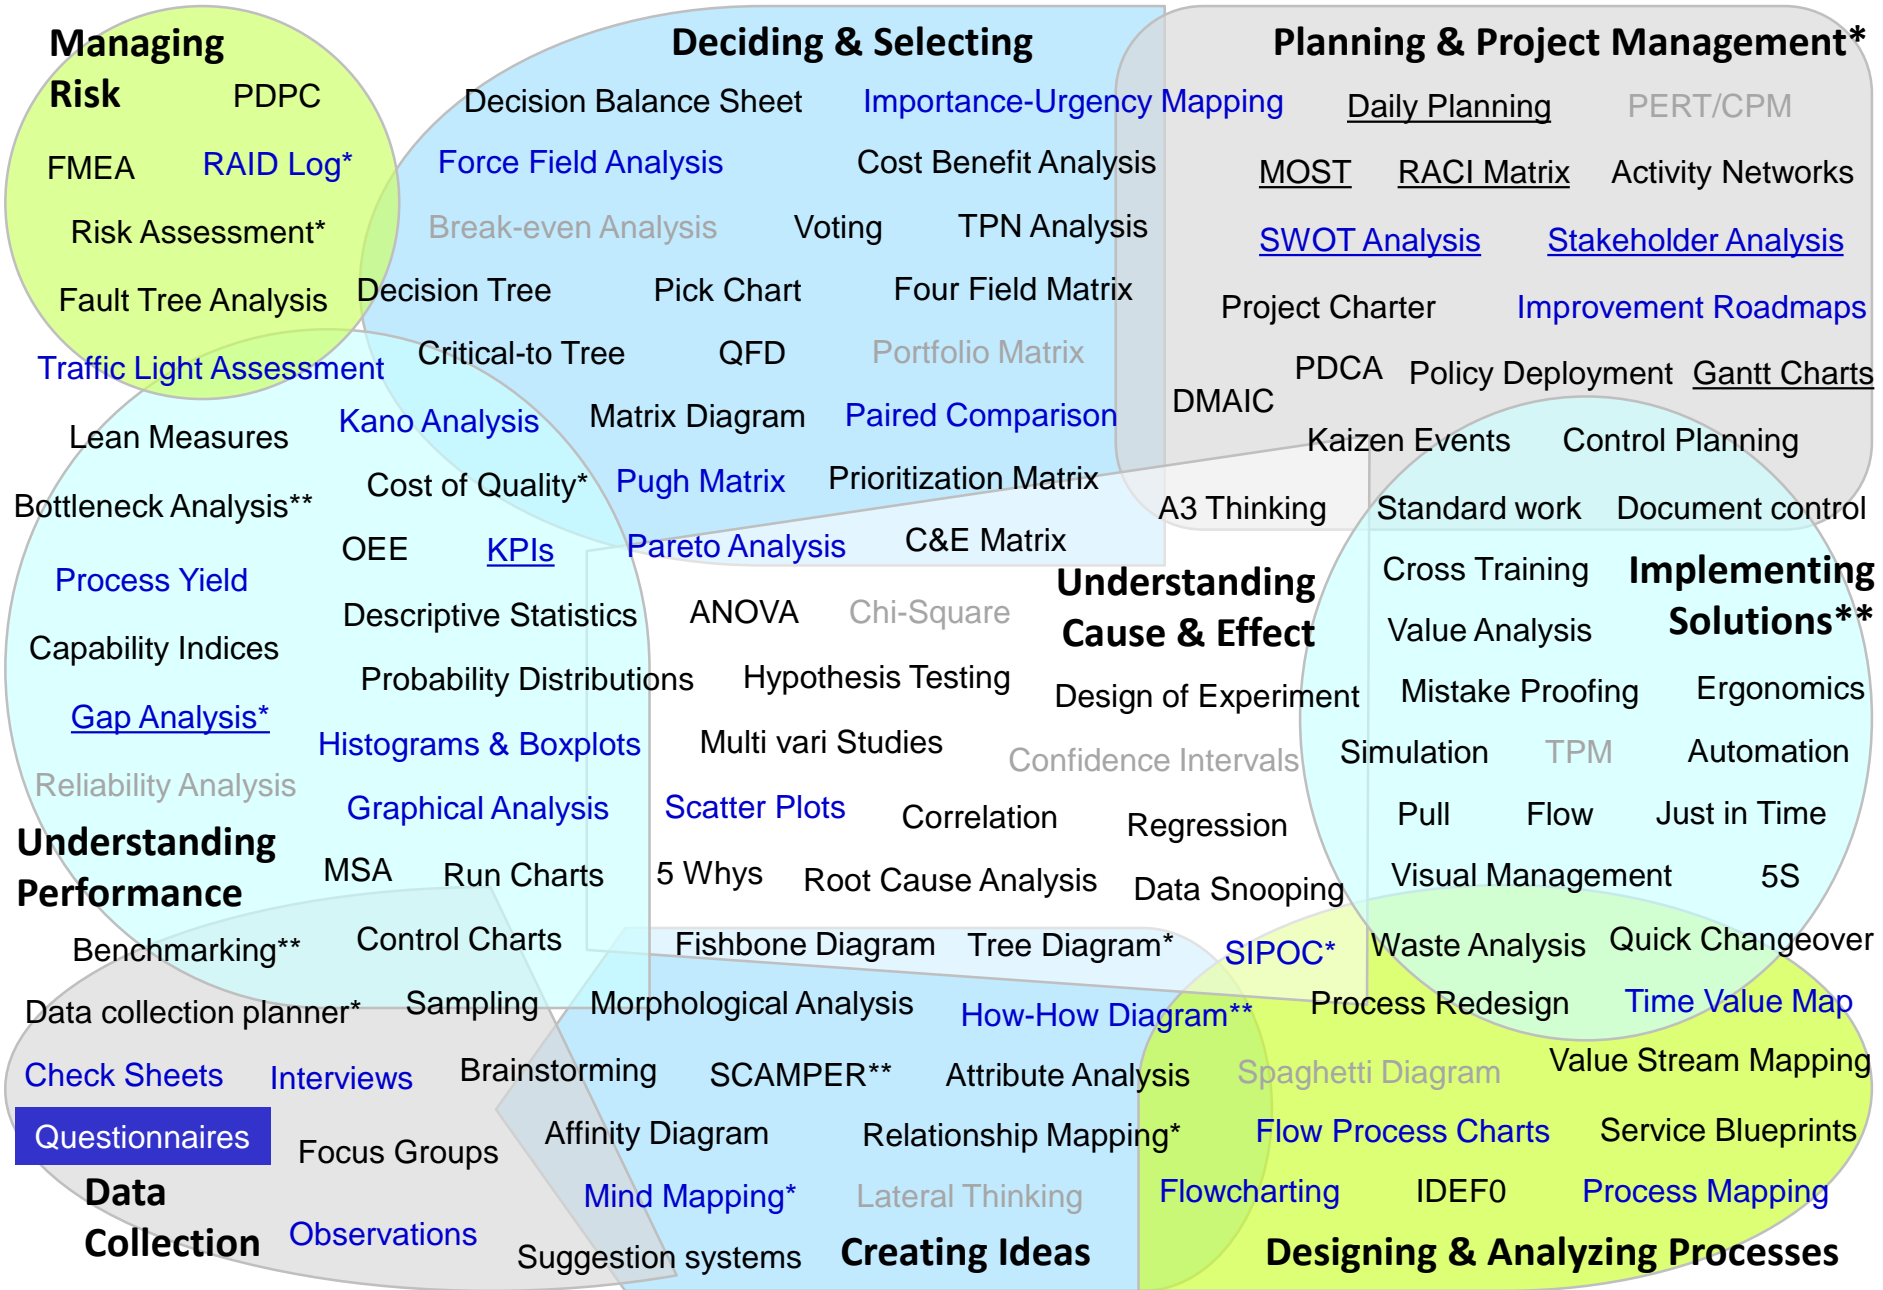 Managing
Risk
PDPC
FMEA
RAID Log*
Risk Assessment*
Fault Tree Analysis
Traffic Light Assessment
Deciding & Selecting
Decision Balance Sheet
Importance-Urgency Mapping
Force Field Analysis
Cost Benefit Analysis
Break-even Analysis
Voting
TPN Analysis
Decision Tree
Pick Chart
Four Field Matrix
Critical-to Tree
QFD
Portfolio Matrix
Kano Analysis
Matrix Diagram
Paired Comparison
Cost of Quality*
Pugh Matrix
Prioritization Matrix
Pareto Analysis
C&E Matrix
Planning & Project Management*
Daily Planning
PERT/CPM
MOST
RACI Matrix
Activity Networks
SWOT Analysis
Stakeholder Analysis
Project Charter
Improvement Roadmaps
PDCA
Policy Deployment
Gantt Charts
DMAIC
Kaizen Events
Control Planning
A3 Thinking
Standard work
Document control
Lean Measures
Bottleneck Analysis**
OEE
KPIs
Process Yield
Descriptive Statistics
Capability Indices
Probability Distributions
Gap Analysis*
Histograms & Boxplots
Reliability Analysis
Graphical Analysis
Understanding
Performance
MSA
Run Charts
Benchmarking**
Control Charts
Understanding
Cause & Effect
ANOVA
Chi-Square
Hypothesis Testing
Design of Experiment
Multi vari Studies
Confidence Intervals
Scatter Plots
Correlation
Regression
5 Whys
Root Cause Analysis
Data Snooping
Fishbone Diagram
Tree Diagram*
Cross Training
Implementing
Solutions**
Value Analysis
Mistake Proofing
Ergonomics
Simulation
TPM
Automation
Pull
Flow
Just in Time
Visual Management
5S
SIPOC*
Waste Analysis
Quick Changeover
Data collection planner*
Sampling
Check Sheets
Interviews
Questionnaires
Focus Groups
Data
Collection
Observations
Morphological Analysis
How-How Diagram**
Brainstorming
SCAMPER**
Attribute Analysis
Affinity Diagram
Relationship Mapping*
Mind Mapping*
Lateral Thinking
Suggestion systems
Creating Ideas
Process Redesign
Time Value Map
Spaghetti Diagram
Value Stream Mapping
Flow Process Charts
Service Blueprints
Flowcharting
IDEF0
Process Mapping
Designing & Analyzing Processes